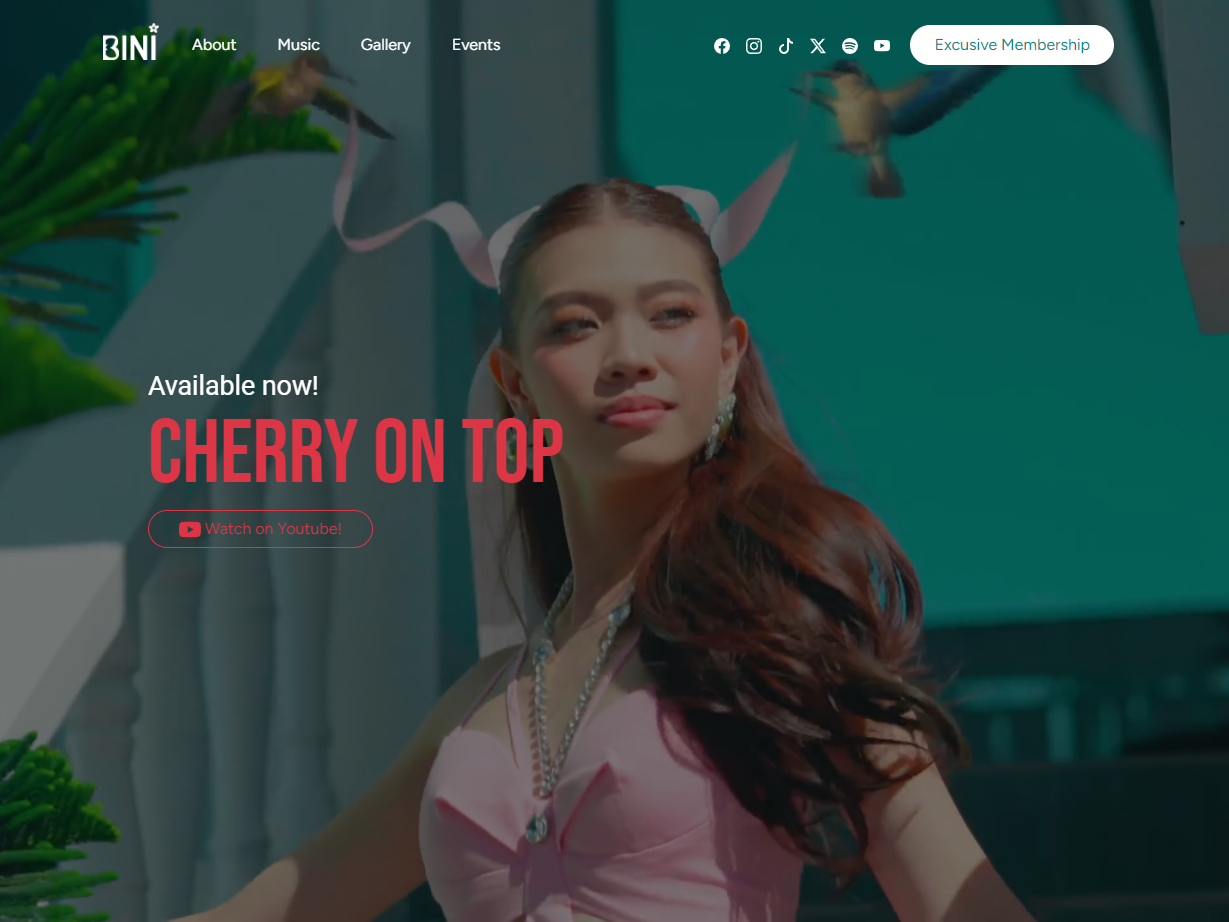 BINI
About
Music
Gallery
Events
Excusive Membership
Available now!
CHERRY ON TOP
Watch on Youtube!